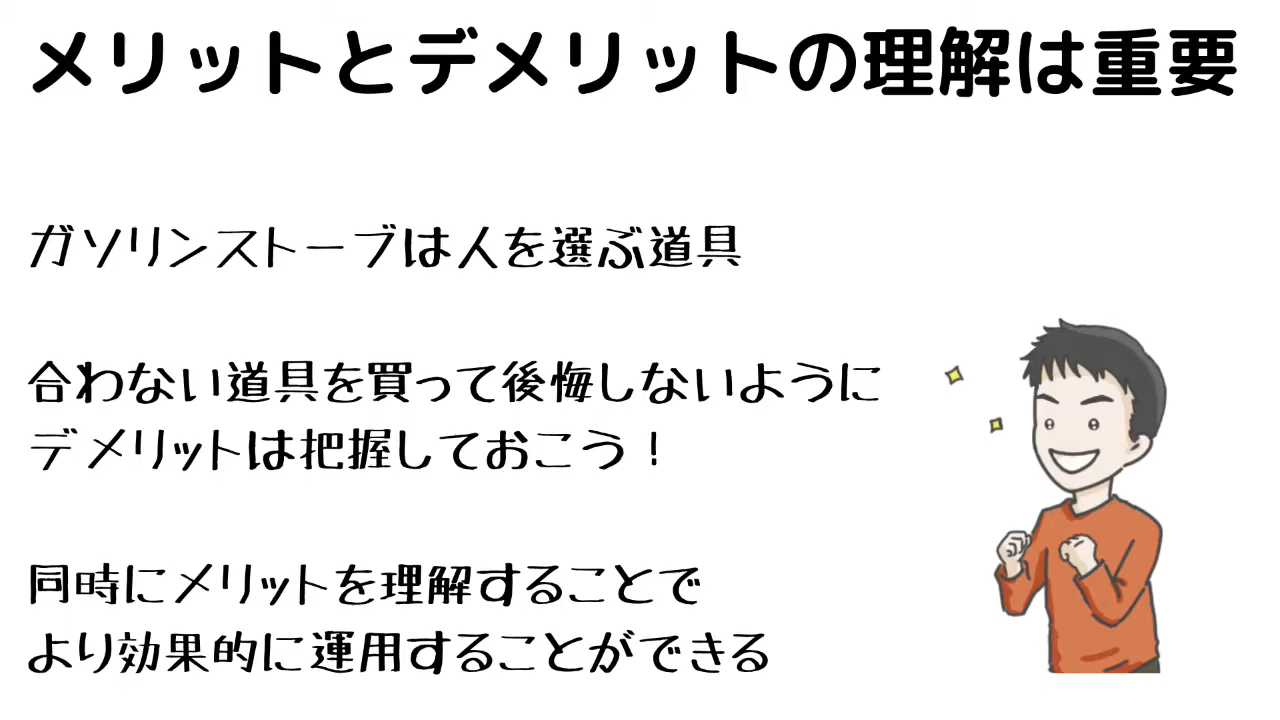 メリットとデメリットの理解は重要
ガソリンストーブは人を選ぶ道具
合わない道具を買って後悔しないように
デメリットは把握しておこう！
同時にメリットを理解することで
より効果的に運用することができる